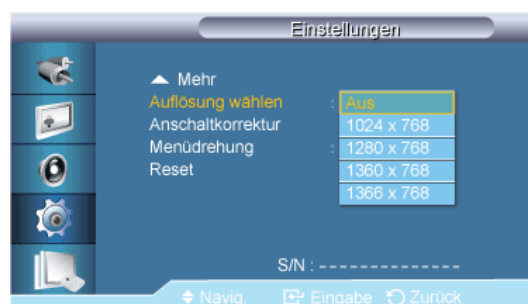 Einstellungen
Mehr
Auflösung wählen : Aus
Anschaltkorrektur 1024 x 768
Menüdrehung : 1280 x 768
Reset 1360 x 768
1366 x 768
S/N : --------------
Navig. Eingabe Zurück